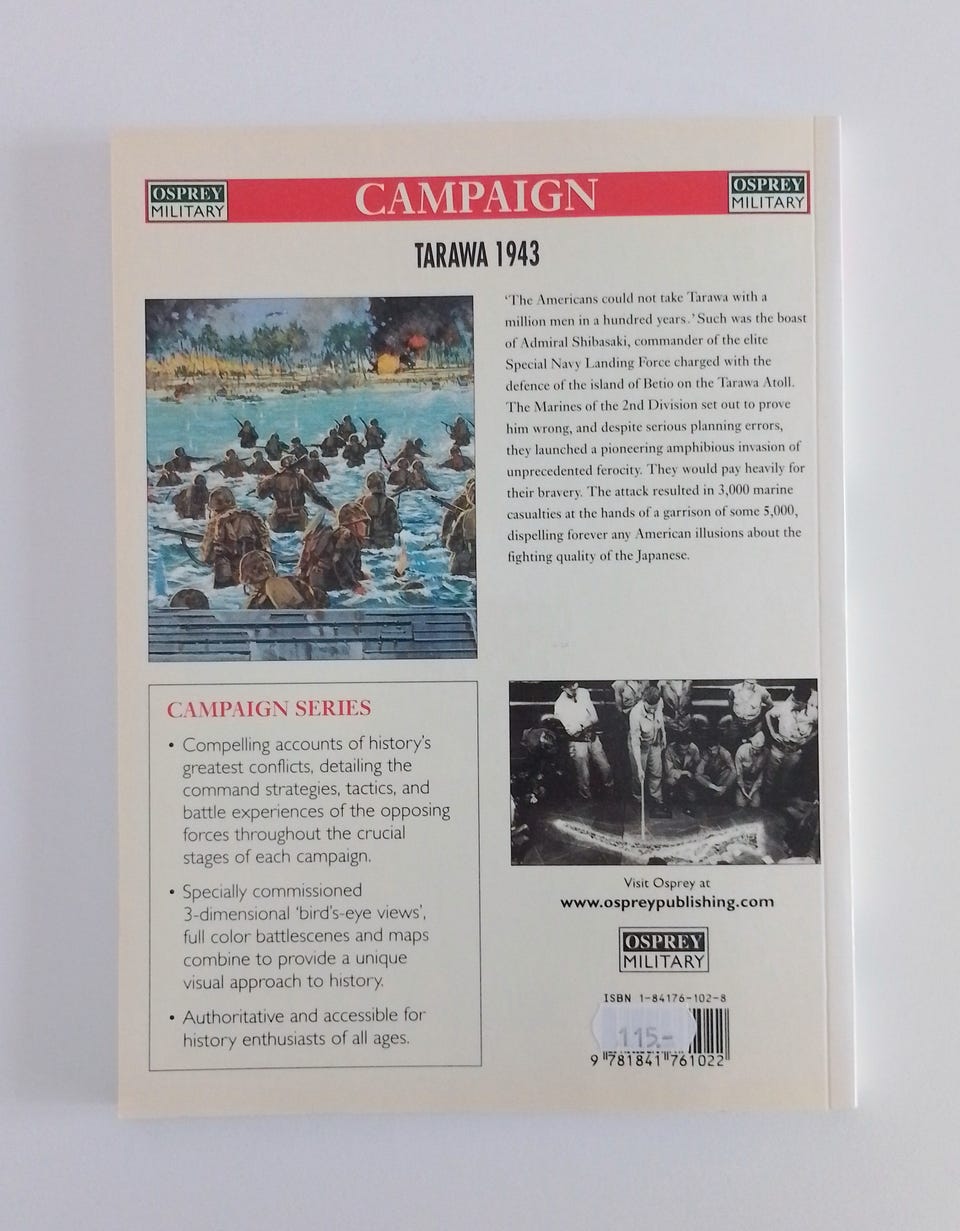 OSPREY
MILITARY
CAMPAIGN
OSPREY
MILITARY
TARAWA 1943
‘The Americans could not take Tarawa with a
million men in a hundred years.’ Such was the boast
of Admiral Shibasaki, commander of the elite
Special Navy Landing Force charged with the
defence of the island of Betio on the Tarawa Atoll.
The Marines of the 2nd Division set out to prove
him wrong, and despite serious planning errors,
they launched a pioneering amphibious invasion of
unprecedented ferocity. They would pay heavily for
their bravery. The attack resulted in 3,000 marine
casualties at the hands of a garrison of some 5,000,
dispelling forever any American illusions about the
fighting quality of the Japanese.
CAMPAIGN SERIES
• Compelling accounts of history’s
greatest conflicts, detailing the
command strategies, tactics, and
battle experiences of the opposing
forces throughout the crucial
stages of each campaign.
• Specially commissioned
3-dimensional ‘bird’s-eye views’,
full color battlescenes and maps
combine to provide a unique
visual approach to history.
• Authoritative and accessible for
history enthusiasts of all ages.
Visit Osprey at
www.ospreypublishing.com
OSPREY
MILITARY
ISBN 1-84176-102-8
115.-
9 781841 761022